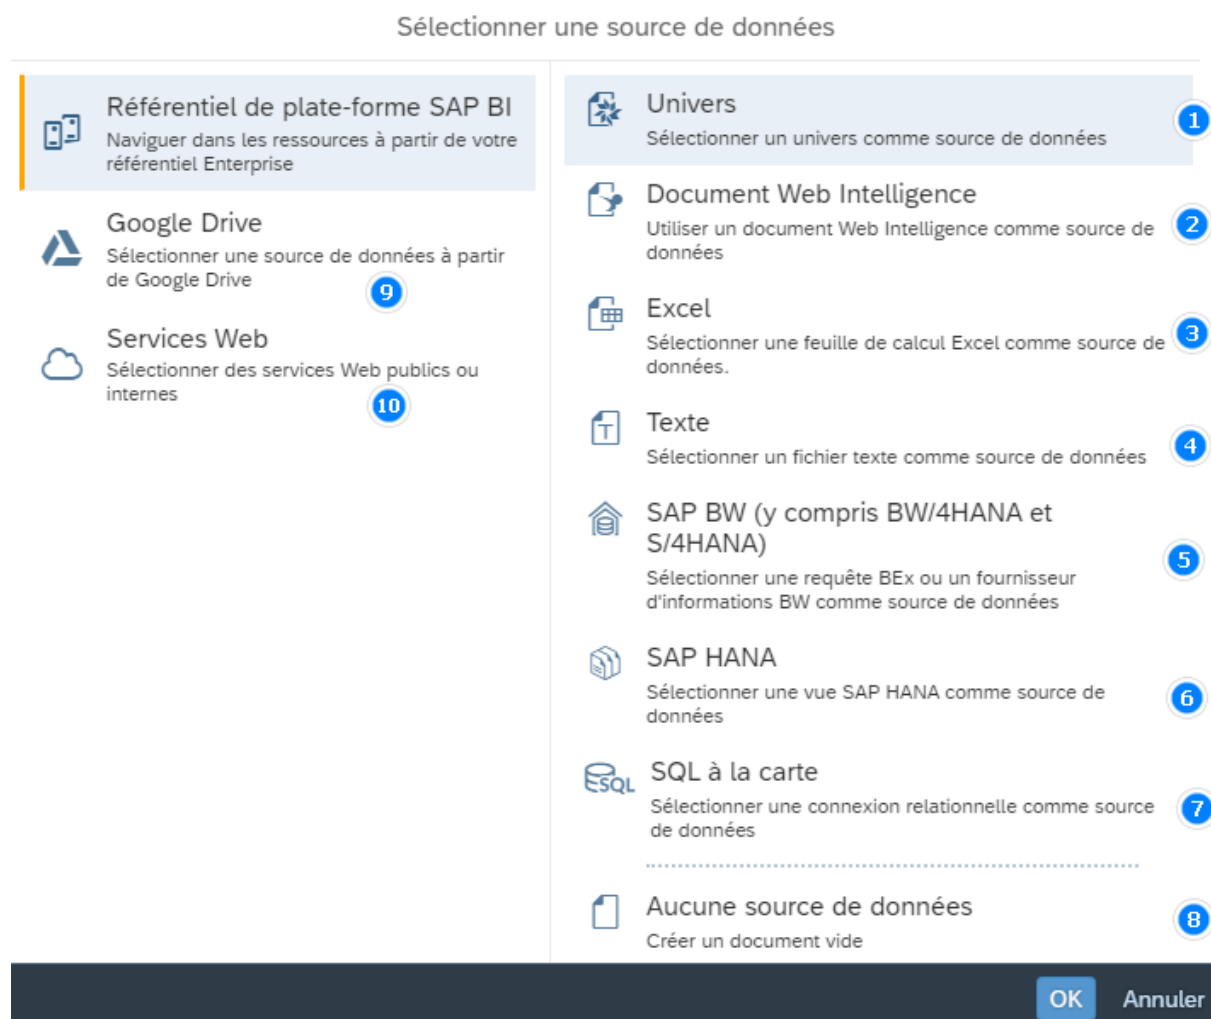 Sélectionner une source de données
Référentiel de plate-forme SAP BI
Naviguer dans les ressources à partir de votre
référentiel Enterprise
Google Drive
Sélectionner une source de données à partir
de Google Drive
9
Services Web
Sélectionner des services Web publics ou
internes
10
Univers
Sélectionner un univers comme source de données
1
Document Web Intelligence
Utiliser un document Web Intelligence comme source de
données
2
Excel
Sélectionner une feuille de calcul Excel comme source de
données.
3
Texte
Sélectionner un fichier texte comme source de données
4
SAP BW (y compris BW/4HANA et
S/4HANA)
Sélectionner une requête BEx ou un fournisseur
d'informations BW comme source de données
5
SAP HANA
Sélectionner une vue SAP HANA comme source de
données
6
SQL
SQL à la carte
Sélectionner une connexion relationnelle comme source
de données
7
Aucune source de données
Créer un document vide
8
OK Annuler